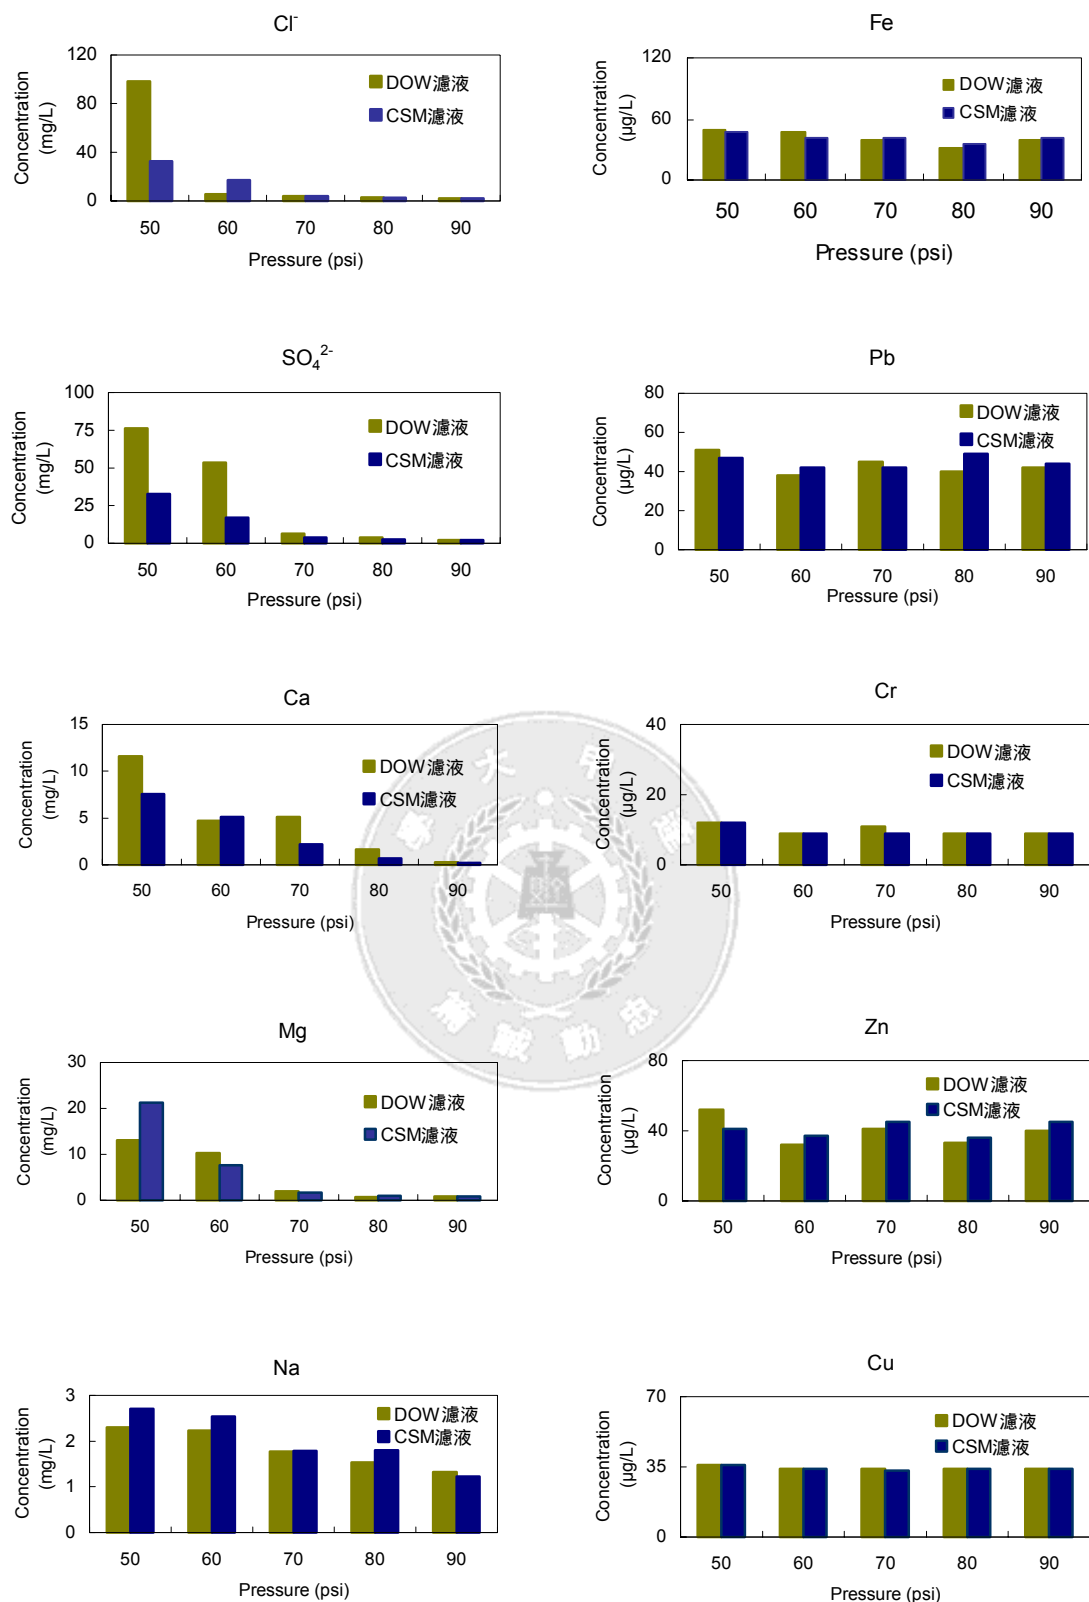 Cl-
Concentration
(mg/L)
120
80
40
0
DOW濾液
CSM濾液
50 60 70 80 90
Pressure (psi)
Fe
Concentration
(µg/L)
120
60
0
DOW濾液
CSM濾液
50 60 70 80 90
Pressure (psi)
SO42-
Concentration
(mg/L)
100
75
50
25
0
DOW濾液
CSM濾液
50 60 70 80 90
Pressure (psi)
Pb
Concentration
(µg/L)
80
60
40
20
0
DOW濾液
CSM濾液
50 60 70 80 90
Pressure (psi)
Ca
Concentration
(mg/L)
15
10
5
0
DOW濾液
CSM濾液
50 60 70 80 90
Pressure (psi)
Cr
Concentration
(µg/L)
40
20
0
DOW濾液
CSM濾液
50 60 70 80 90
Pressure (psi)
Mg
Concentration
(mg/L)
30
20
10
0
DOW濾液
CSM濾液
50 60 70 80 90
Pressure (psi)
Zn
Concentration
(µg/L)
80
40
0
DOW濾液
CSM濾液
50 60 70 80 90
Pressure (psi)
Na
Concentration
(mg/L)
3
2
1
0
DOW濾液
CSM濾液
50 60 70 80 90
Pressure (psi)
Cu
Concentration
(µg/L)
70
35
0
DOW濾液
CSM濾液
50 60 70 80 90
Pressure (psi)
大
誠 勤 忠